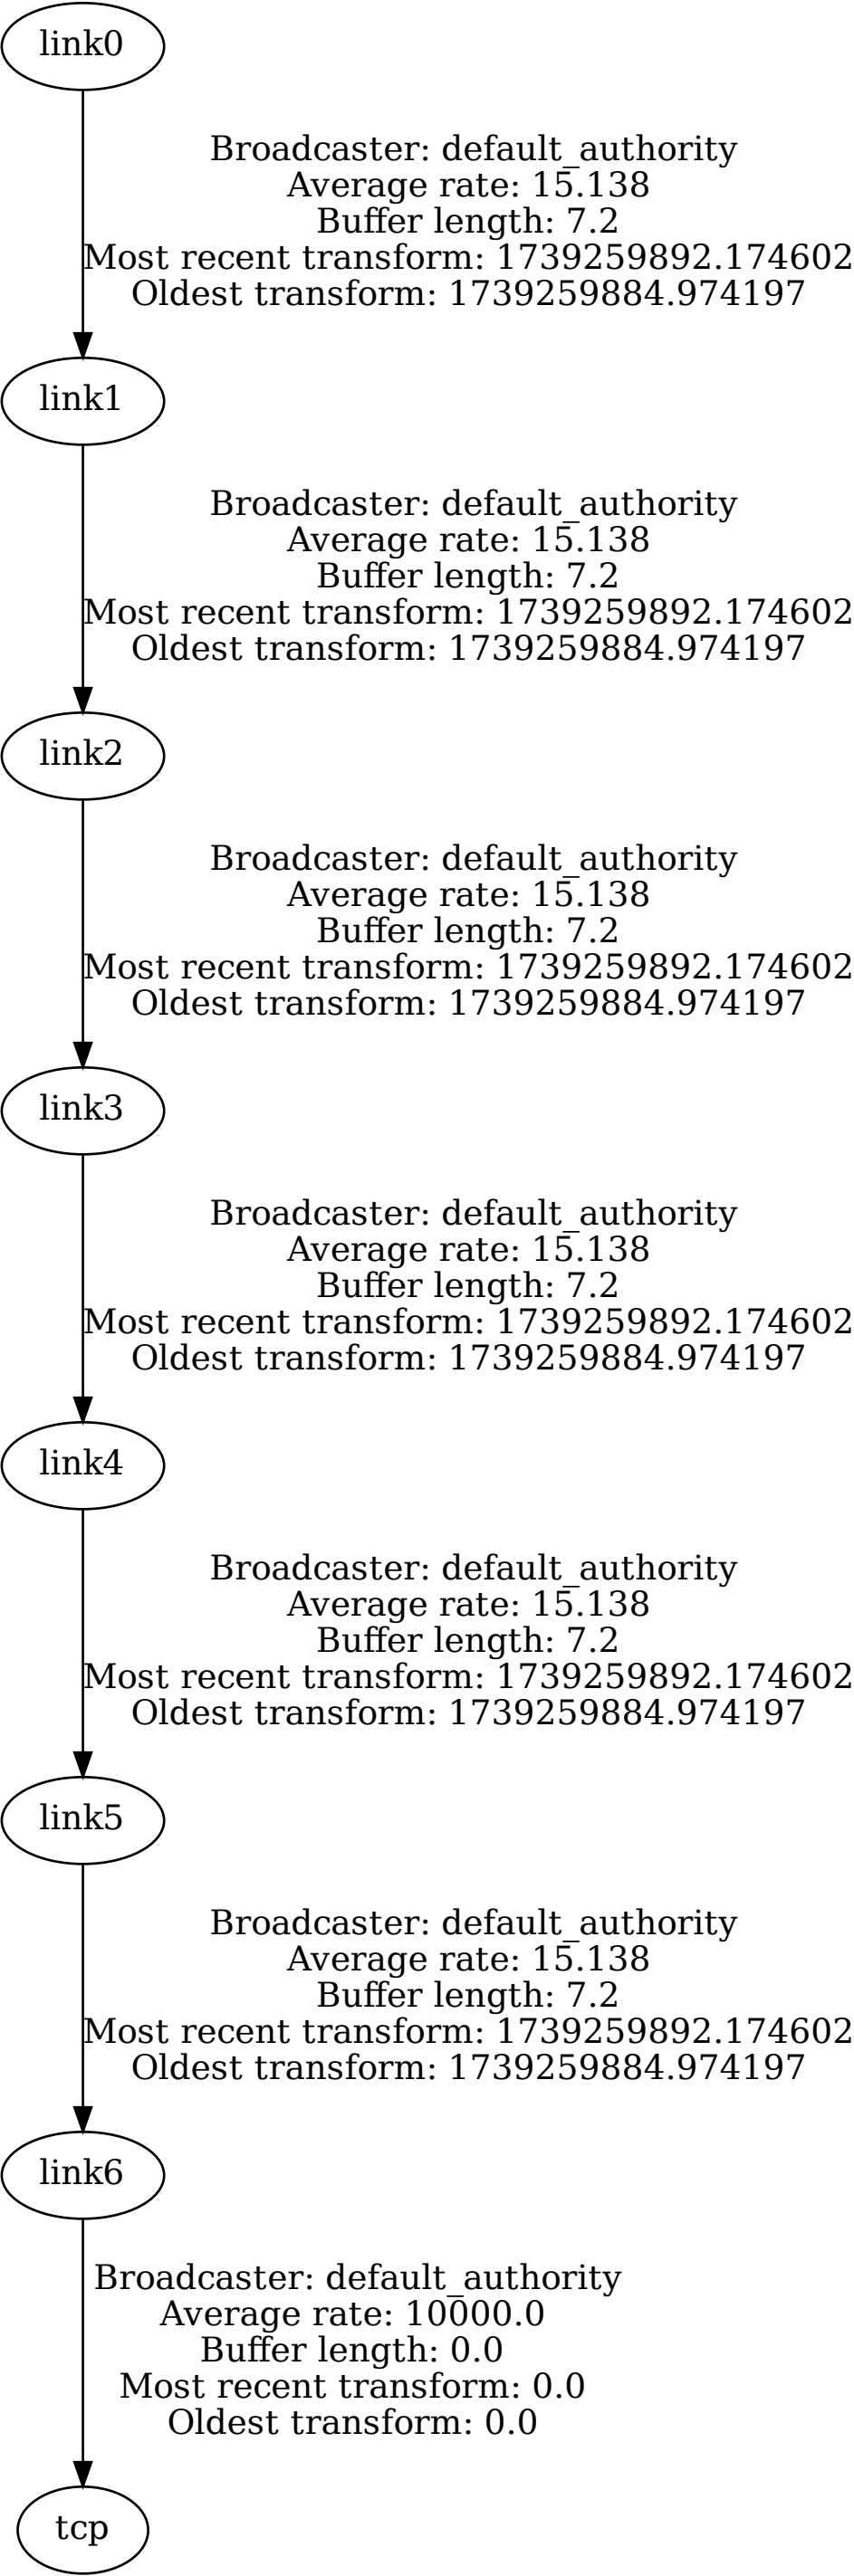 link0
Broadcaster: default_authority
Average rate: 15.138
Buffer length: 7.2
Most recent transform: 1739259892.174602
Oldest transform: 1739259884.974197
link1
Broadcaster: default_authority
Average rate: 15.138
Buffer length: 7.2
Most recent transform: 1739259892.174602
Oldest transform: 1739259884.974197
link2
Broadcaster: default_authority
Average rate: 15.138
Buffer length: 7.2
Most recent transform: 1739259892.174602
Oldest transform: 1739259884.974197
link3
Broadcaster: default_authority
Average rate: 15.138
Buffer length: 7.2
Most recent transform: 1739259892.174602
Oldest transform: 1739259884.974197
link4
Broadcaster: default_authority
Average rate: 15.138
Buffer length: 7.2
Most recent transform: 1739259892.174602
Oldest transform: 1739259884.974197
link5
Broadcaster: default_authority
Average rate: 15.138
Buffer length: 7.2
Most recent transform: 1739259892.174602
Oldest transform: 1739259884.974197
link6
Broadcaster: default_authority
Average rate: 10000.0
Buffer length: 0.0
Most recent transform: 0.0
Oldest transform: 0.0
tcp